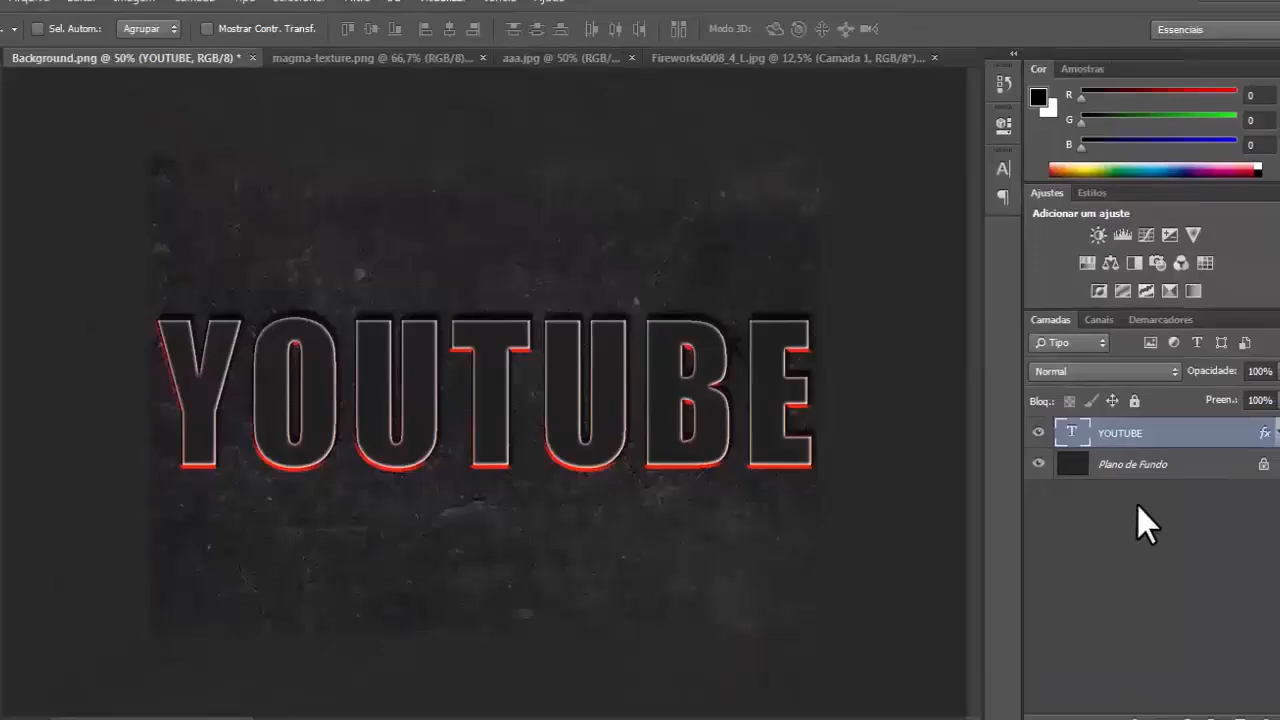 Sel. Autom.: Agrupar Mostrar Contr. Transf. Modo 3D: Essenciais
Background.png @ 50% (YOUTUBE, RGB/8) * × magma-texture.png @ 66,7% (RGB/8)... × aaa.jpg @ 50% (RGB/... × Fireworks0008_4_L.jpg @ 12,5% (Camada 1, RGB/8*)... ×
Cor Amostras
R 0
G 0
B 0
Ajustes Estilos
Adicionar um ajuste
Camadas Canais Demarcadores
Tipo
Normal Opacidade: 100%
Bloq.: Preen.: 100%
T YOUTUBE fx
Plano de Fundo
YOUTUBE